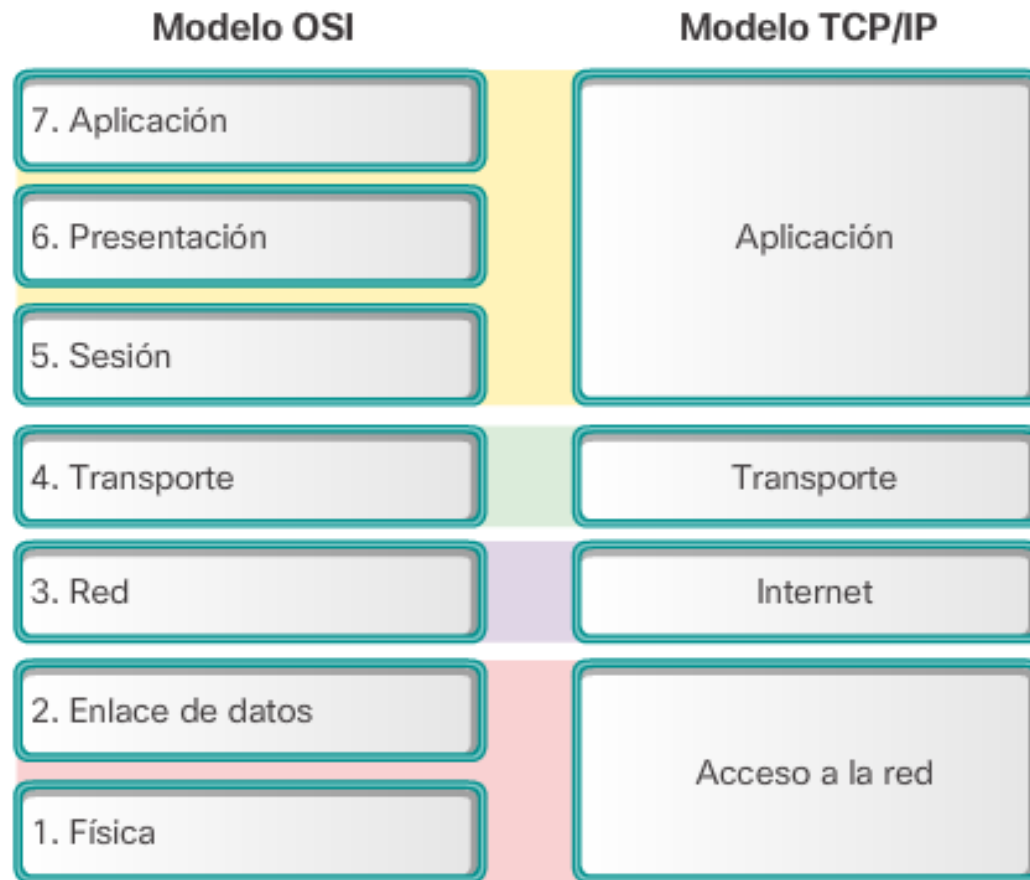 Modelo OSI
Modelo TCP/IP
7. Aplicación
6. Presentación
5. Sesión
Aplicación
4. Transporte
Transporte
3. Red
Internet
2. Enlace de datos
1. Física
Acceso a la red